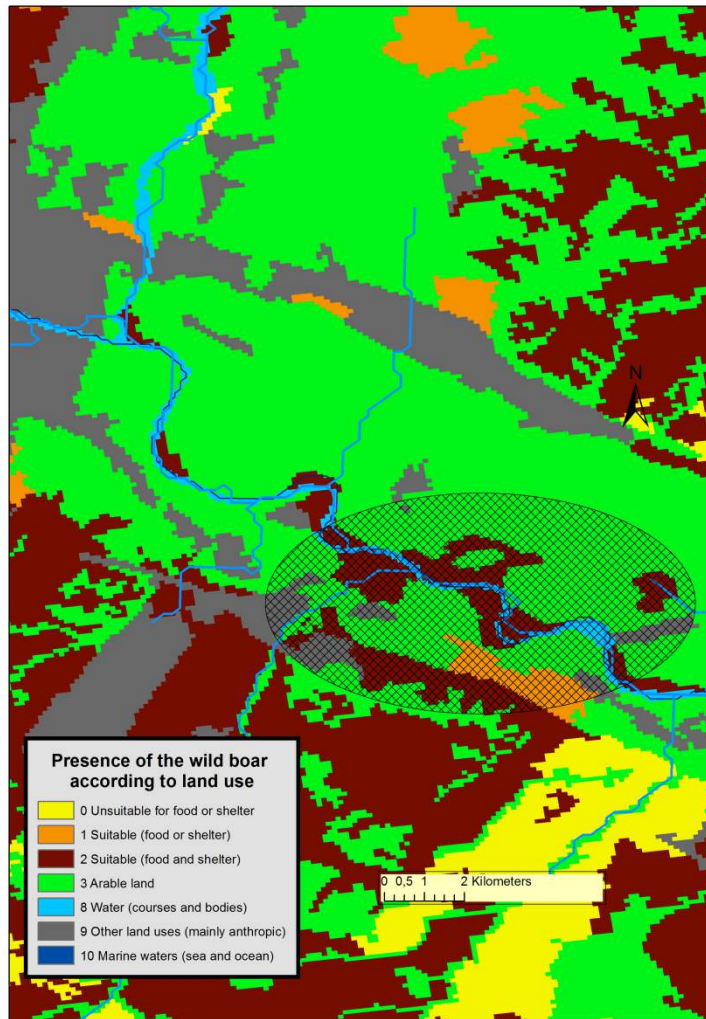 N
Presence of the wild boar
according to land use
0 Unsuitable for food or shelter
1 Suitable (food or shelter)
2 Suitable (food and shelter)
3 Arable land
8 Water (courses and bodies)
9 Other land uses (mainly anthropic)
10 Marine waters (sea and ocean)
0 0,5 1 2 Kilometers